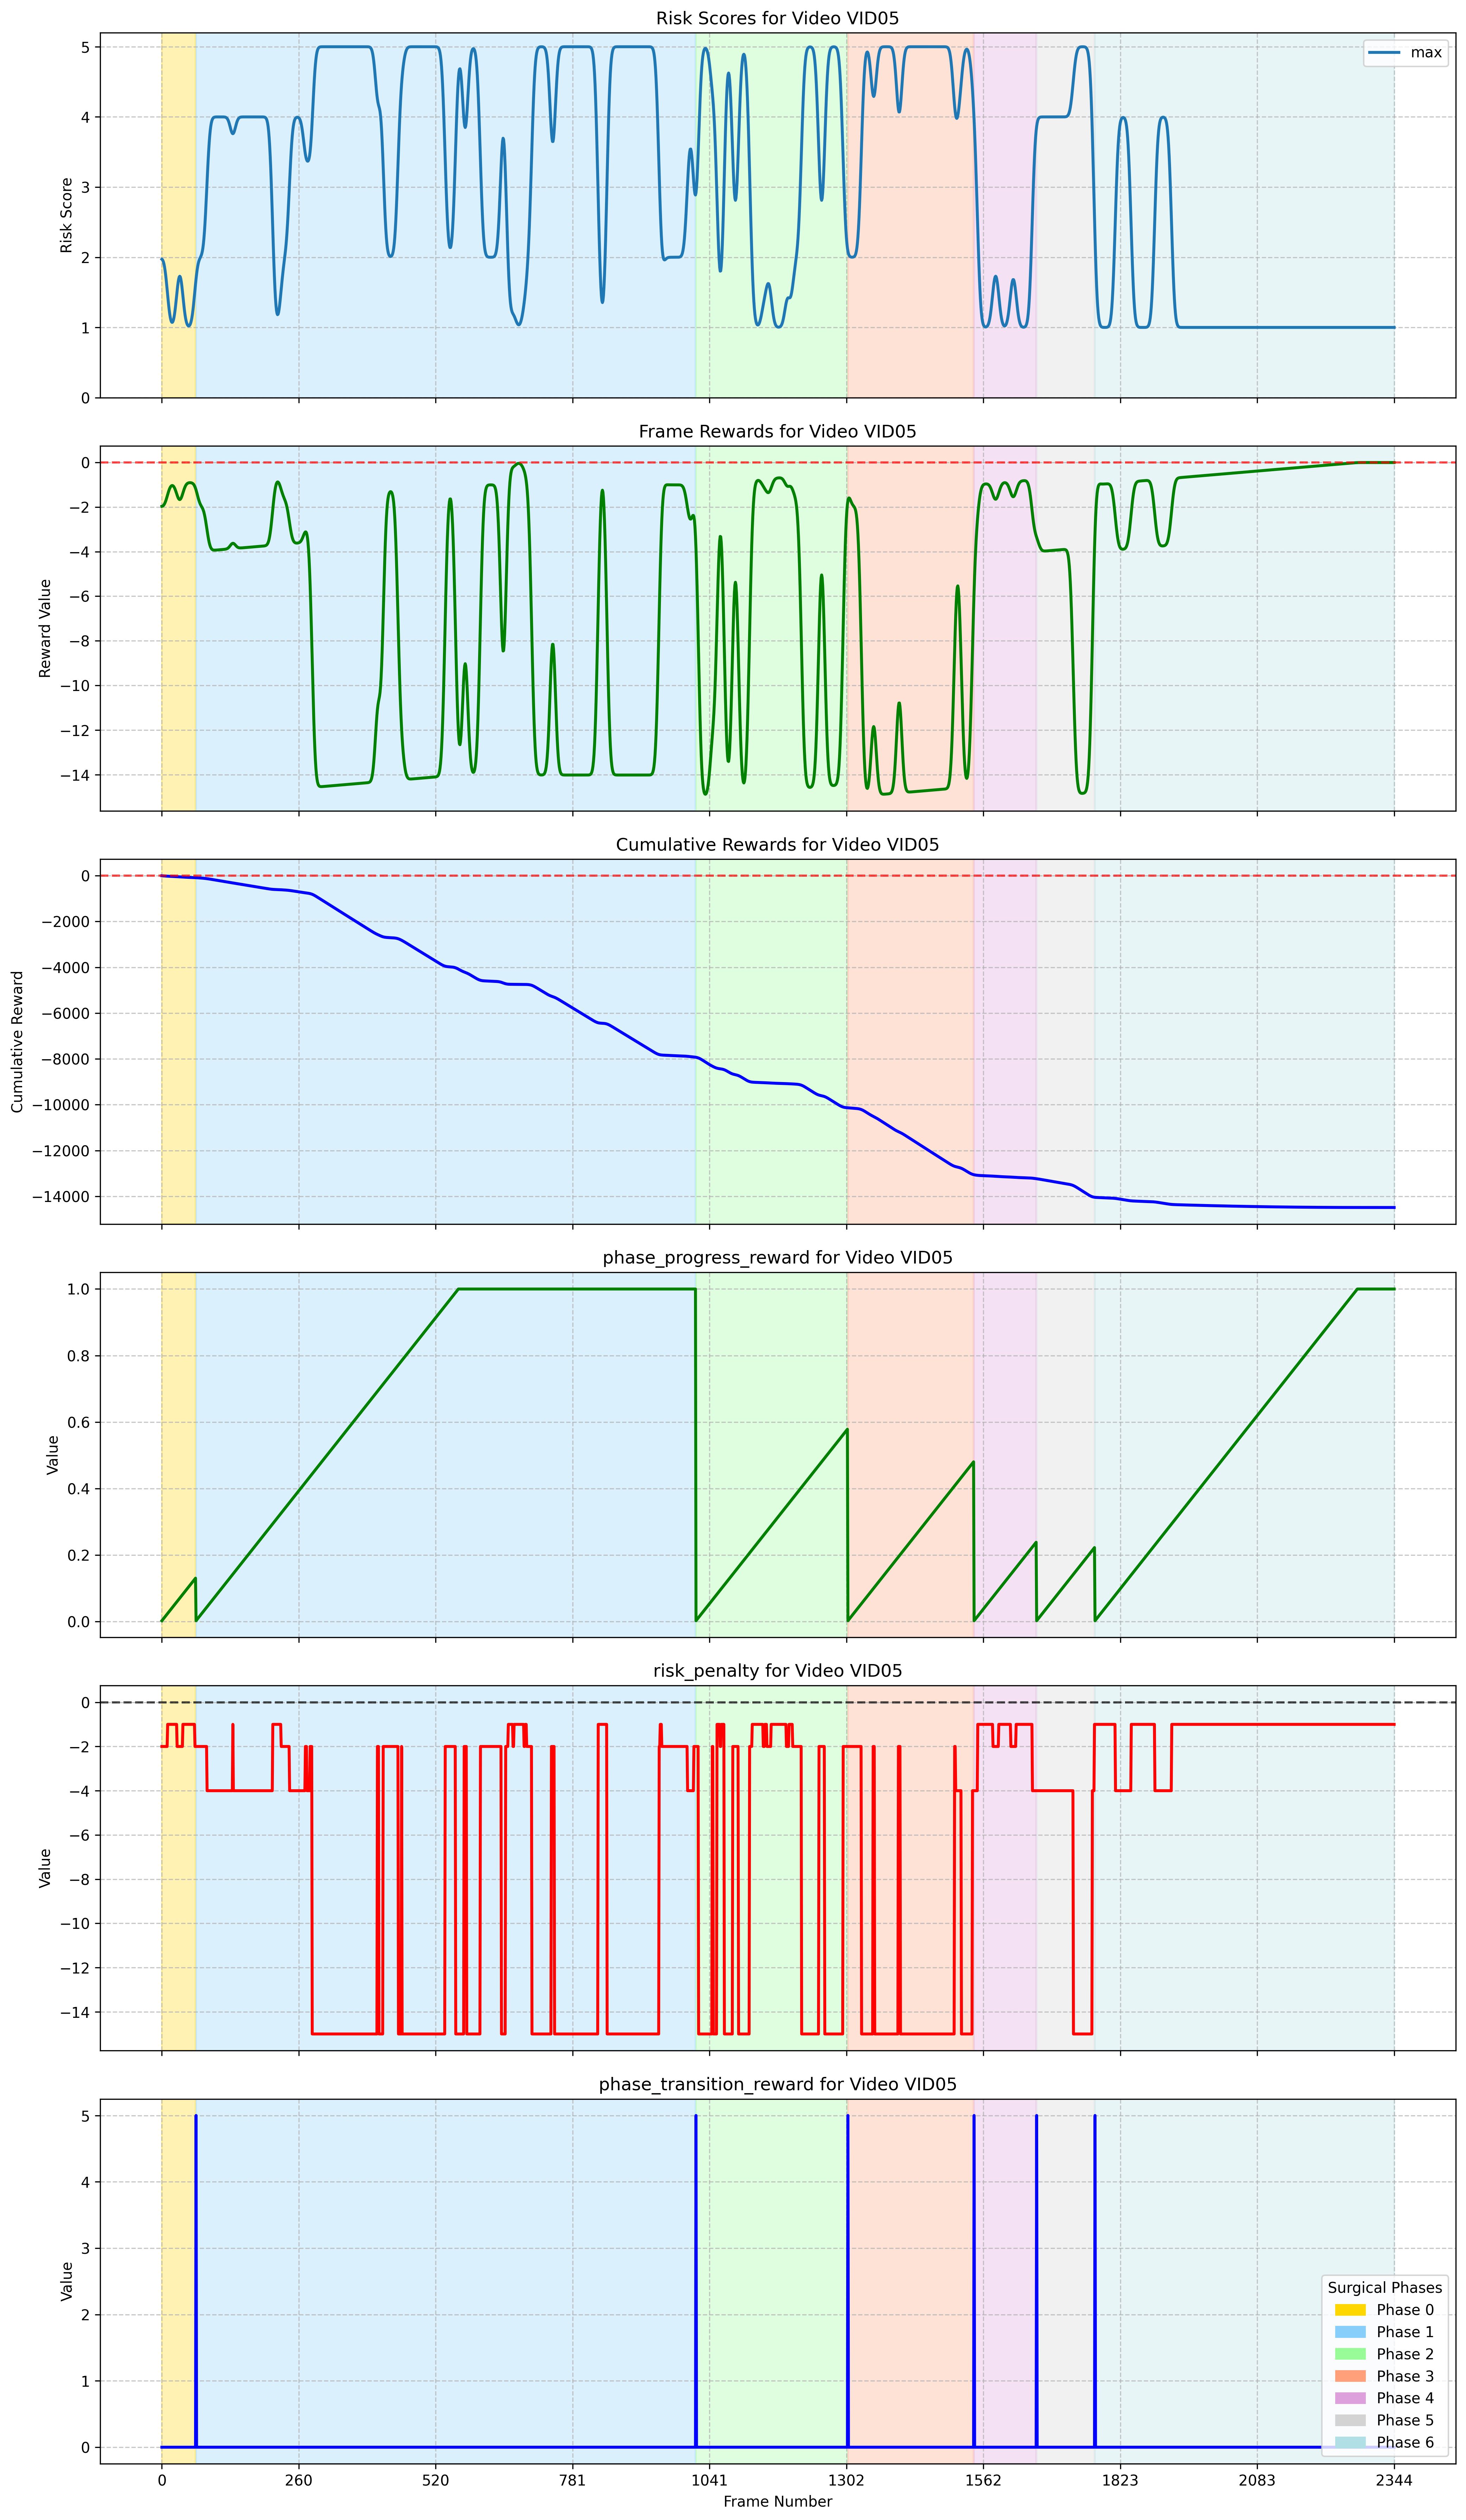 Risk Scores for Video VID05
Risk Score
5
4
3
2
1
0
max
Frame Rewards for Video VID05
Reward Value
0
−2
−4
−6
−8
−10
−12
−14
Cumulative Rewards for Video VID05
Cumulative Reward
0
−2000
−4000
−6000
−8000
−10000
−12000
−14000
phase_progress_reward for Video VID05
Value
1.0
0.8
0.6
0.4
0.2
0.0
risk_penalty for Video VID05
Value
0
−2
−4
−6
−8
−10
−12
−14
phase_transition_reward for Video VID05
Value
5
4
3
2
1
0
Surgical Phases
Phase 0
Phase 1
Phase 2
Phase 3
Phase 4
Phase 5
Phase 6
0 260 520 781 1041 1302 1562 1823 2083 2344
Frame Number